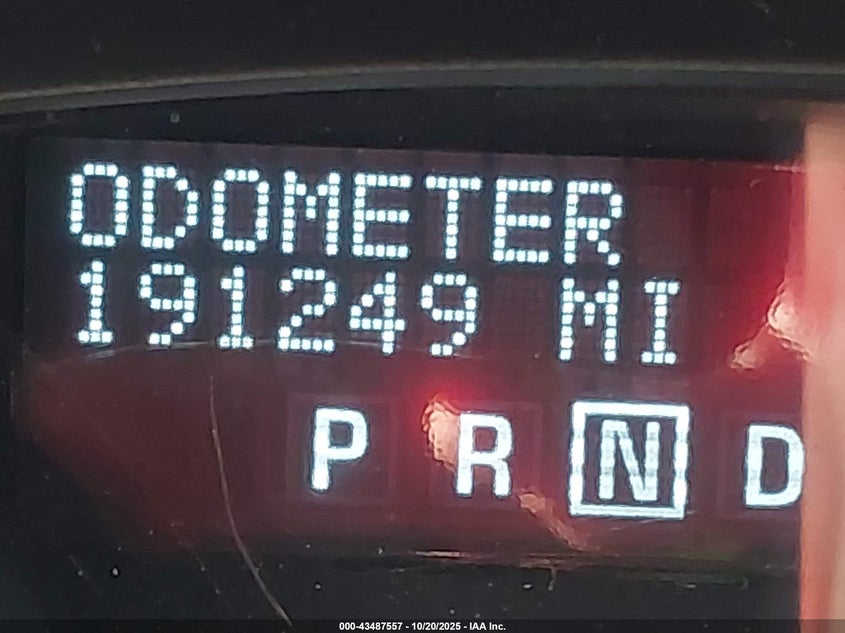 ODOMETER
191249 MI
P R N D
000-43487557 - 10/20/2025 - IAA Inc.